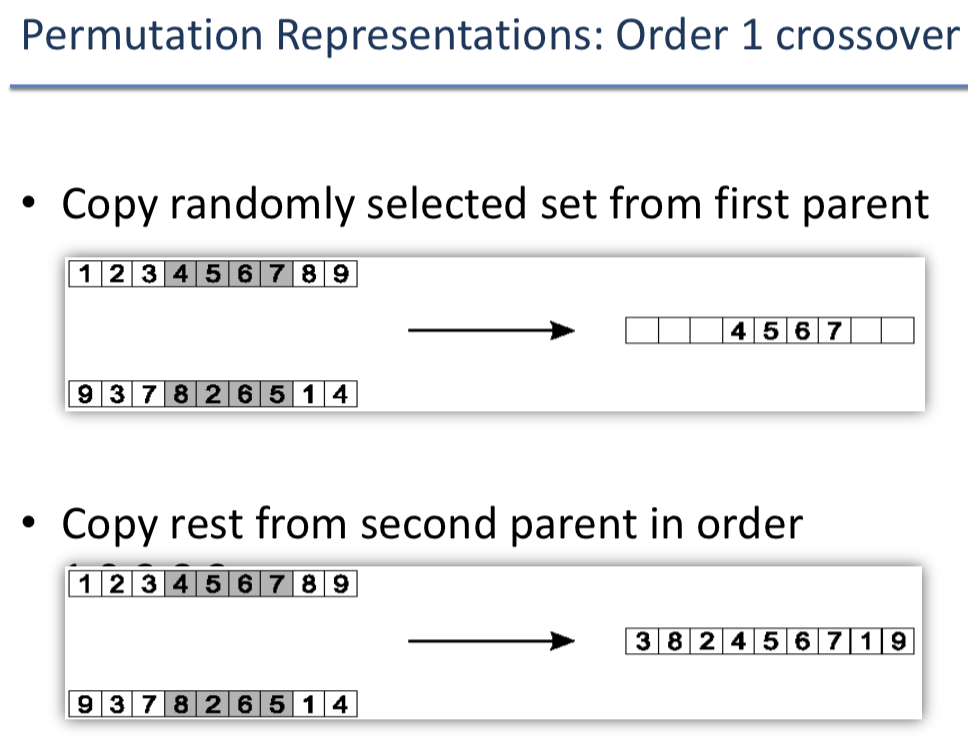 Permutation Representations: Order 1 crossover
• Copy randomly selected set from first parent
1 2 3 4 5 6 7 8 9
4 5 6 7
9 3 7 8 2 6 5 1 4
• Copy rest from second parent in order
1 2 3 4 5 6 7 8 9
3 8 2 4 5 6 7 1 9
9 3 7 8 2 6 5 1 4